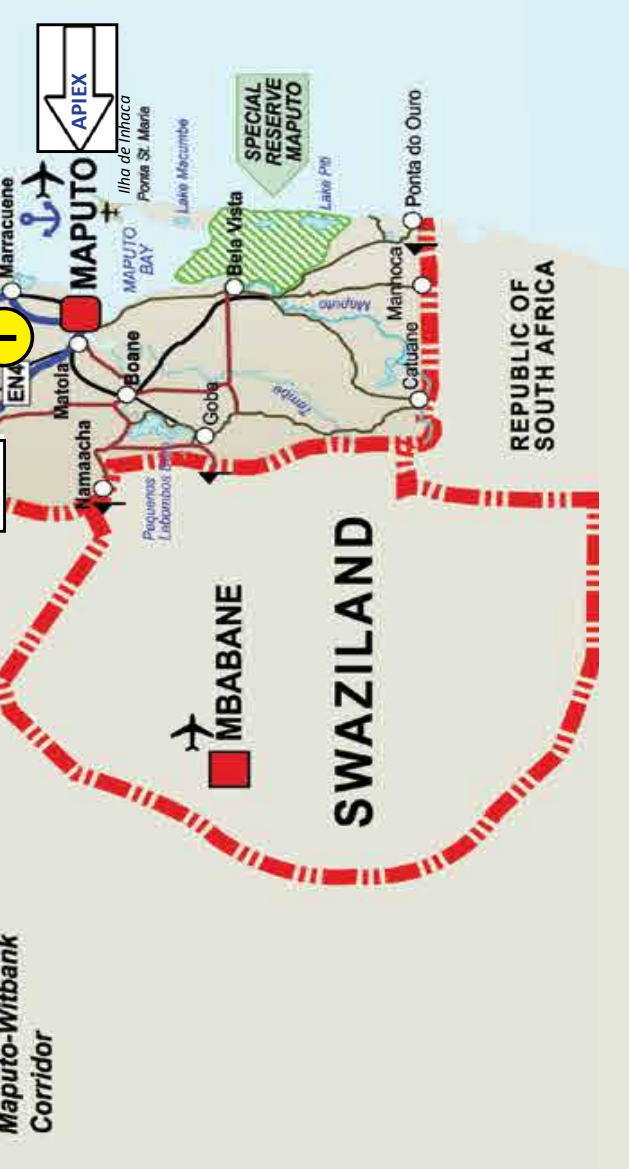 Maputo-Witbank
Corridor
EN4
Marracuene
Matola
MAPUTO
APIEX
Namaacha
Boane
Ilha de Inhaca
Ponta St. Maria
MAPUTO
BAY
Pequenos
Labombos
Lake Macumbe
Goba
MBABANE
Bela Vista
SPECIAL
RESERVE
MAPUTO
Tembe
Lake Piti
Maputo
SWAZILAND
Manhoca
Catuane
Ponta do Ouro
REPUBLIC OF
SOUTH AFRICA